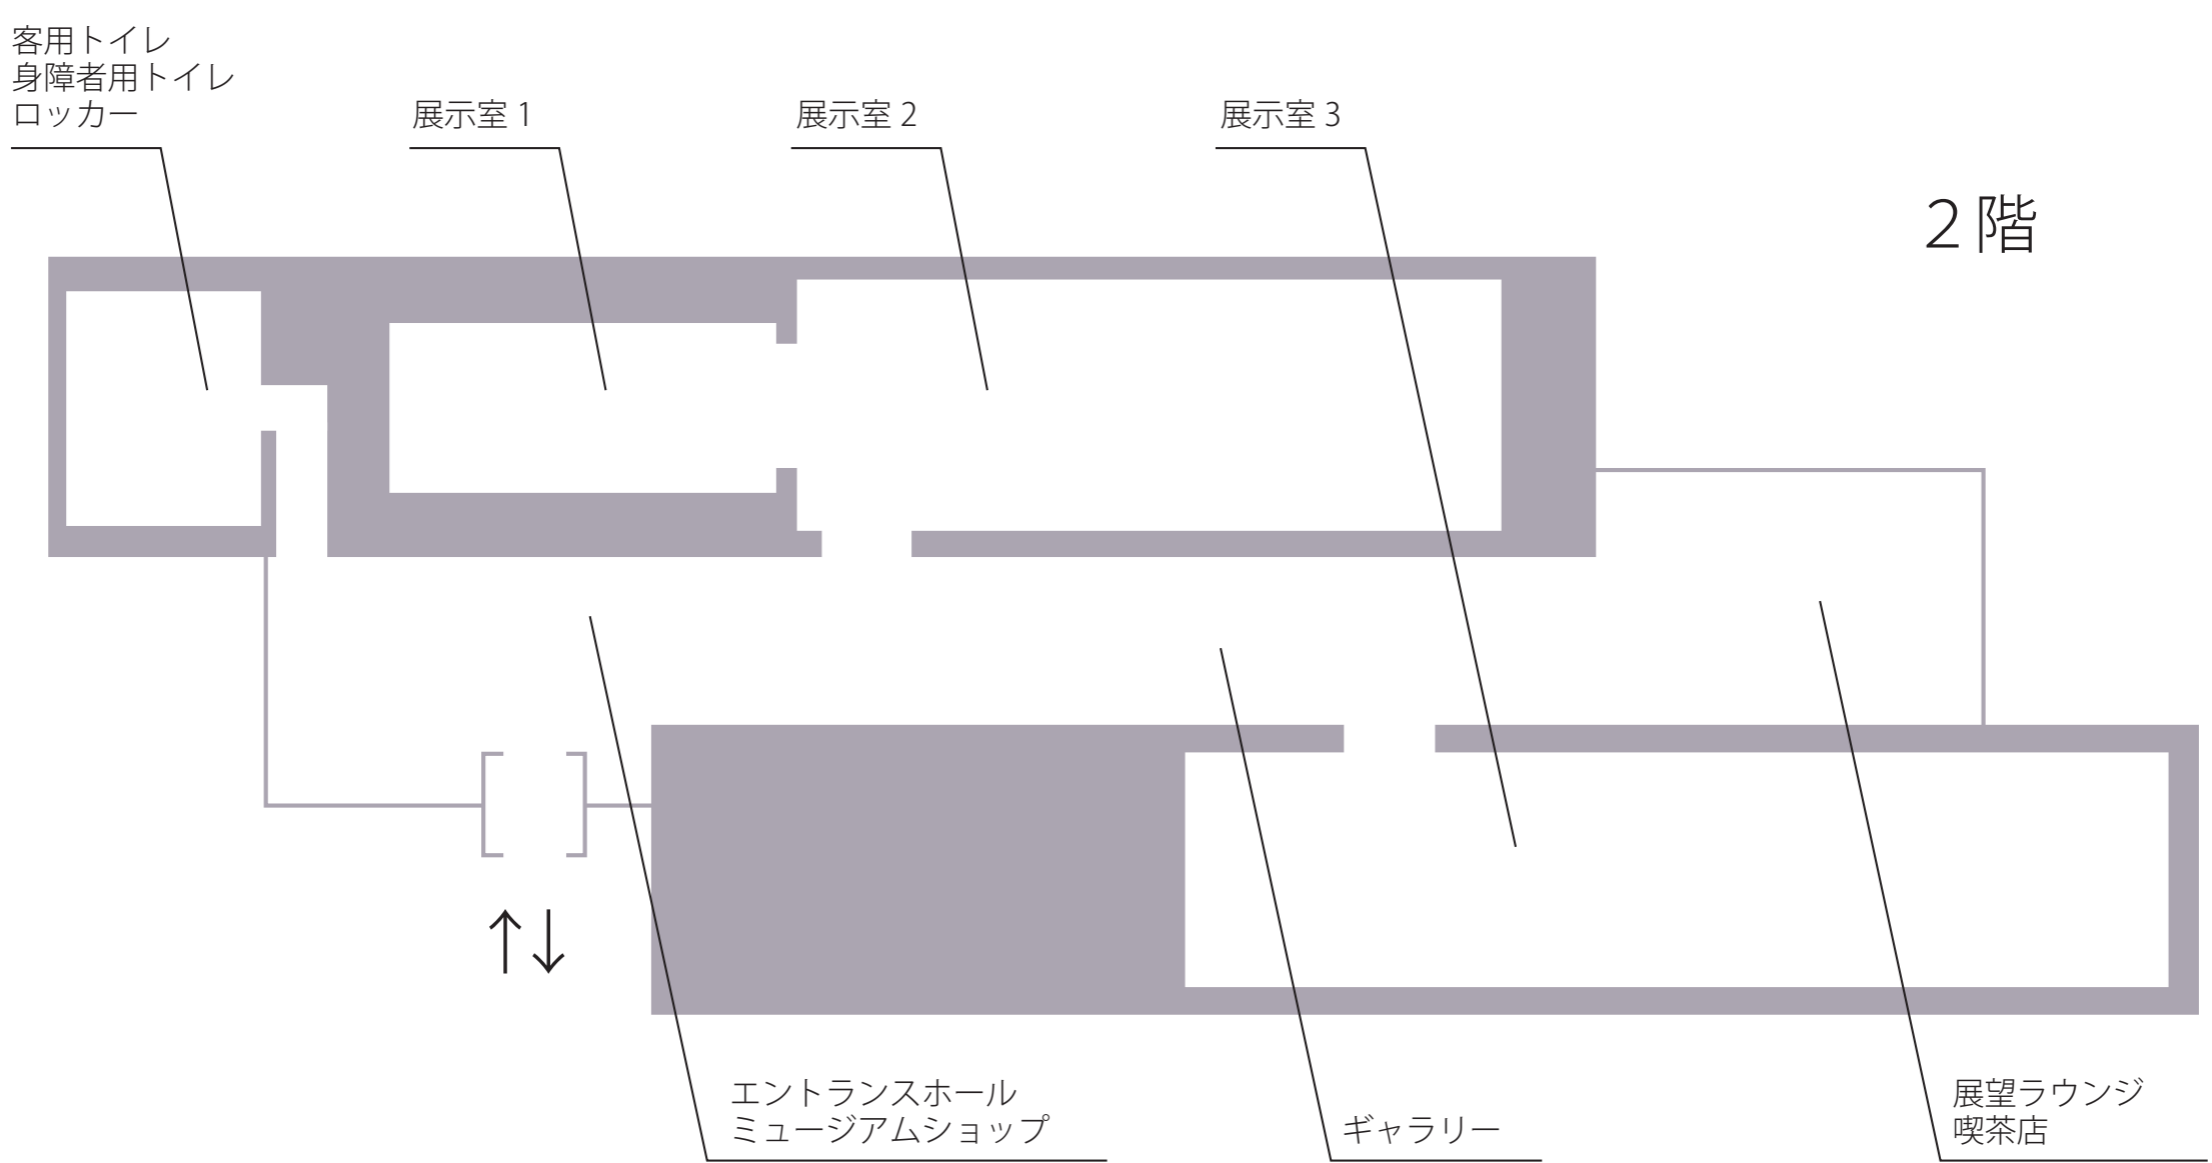 客用トイレ
身障者用トイレ
ロッカー
展示室 1
展示室 2
展示室 3
２階
↑↓
エントランスホール
ミュージアムショップ
ギャラリー
展望ラウンジ
喫茶店